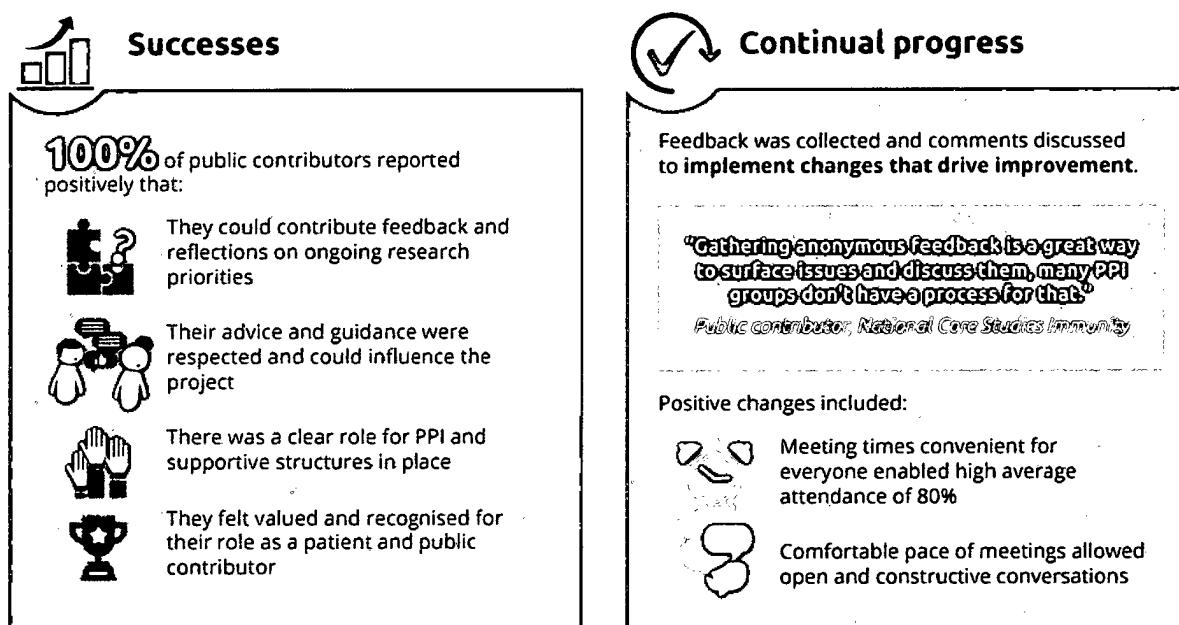 Successes
100% of public contributors reported
positively that:
They could contribute feedback and
reflections on ongoing research
priorities
Their advice and guidance were
respected and could influence the
project
There was a clear role for PPI and
supportive structures in place
They felt valued and recognised for
their role as a patient and public
contributor
Continual progress
Feedback was collected and comments discussed
to implement changes that drive improvement.
"Gathering anonymous feedback is a great way
to surface issues and discuss them, many PPI
groups don't have a process for that."
Public contributor, National Core Studies Immunity
Positive changes included:
Meeting times convenient for
everyone enabled high average
attendance of 80%
Comfortable pace of meetings allowed
open and constructive conversations